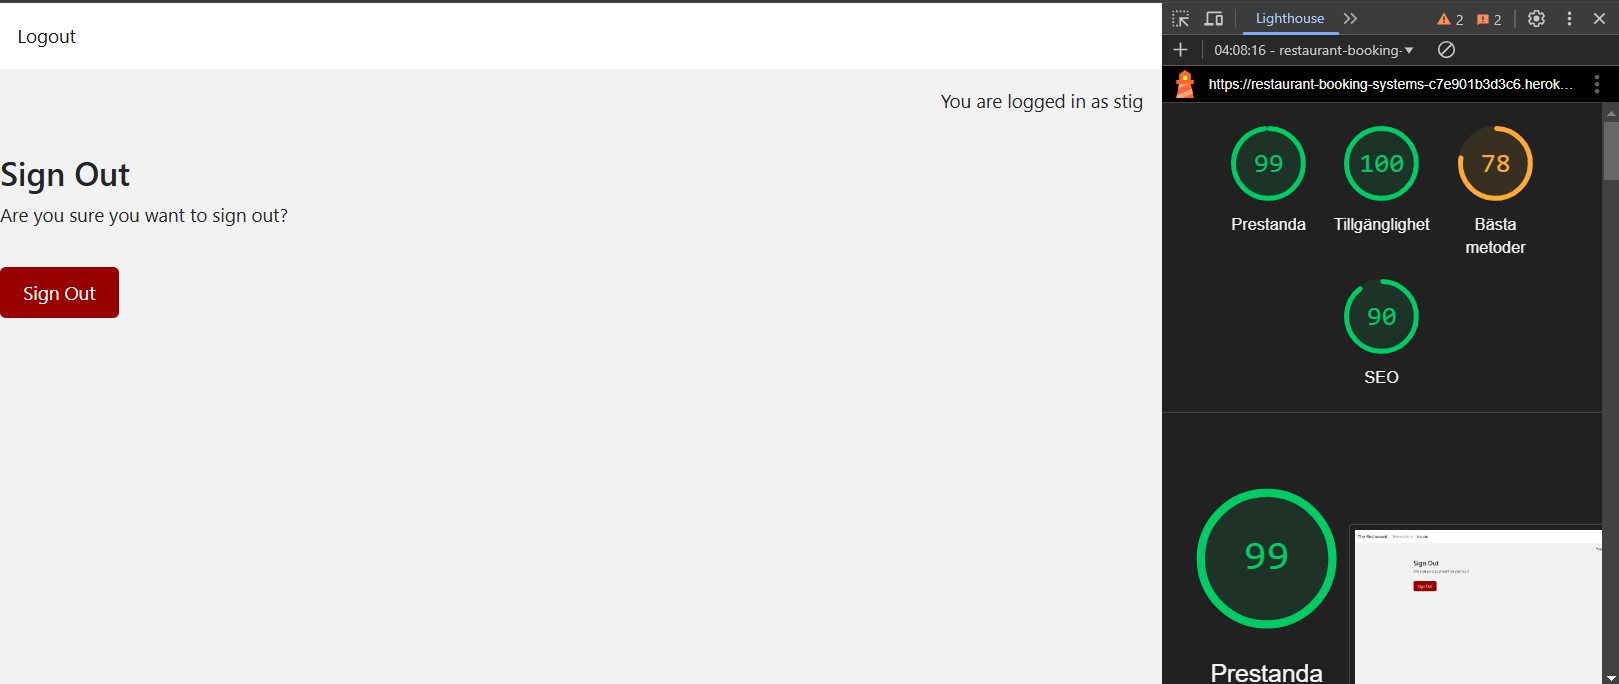 Logout
You are logged in as stig
Sign Out
Are you sure you want to sign out?
Sign Out
Lighthouse
2
2
04:08:16 - restaurant-booking-
https://restaurant-booking-systems-c7e901b3d3c6.herok...
99
100
78
Prestanda
Tillgänglighet
Bästa
metoder
90
SEO
99
Prestanda
The Restaurant
Logout
Sign Out
Sign Out